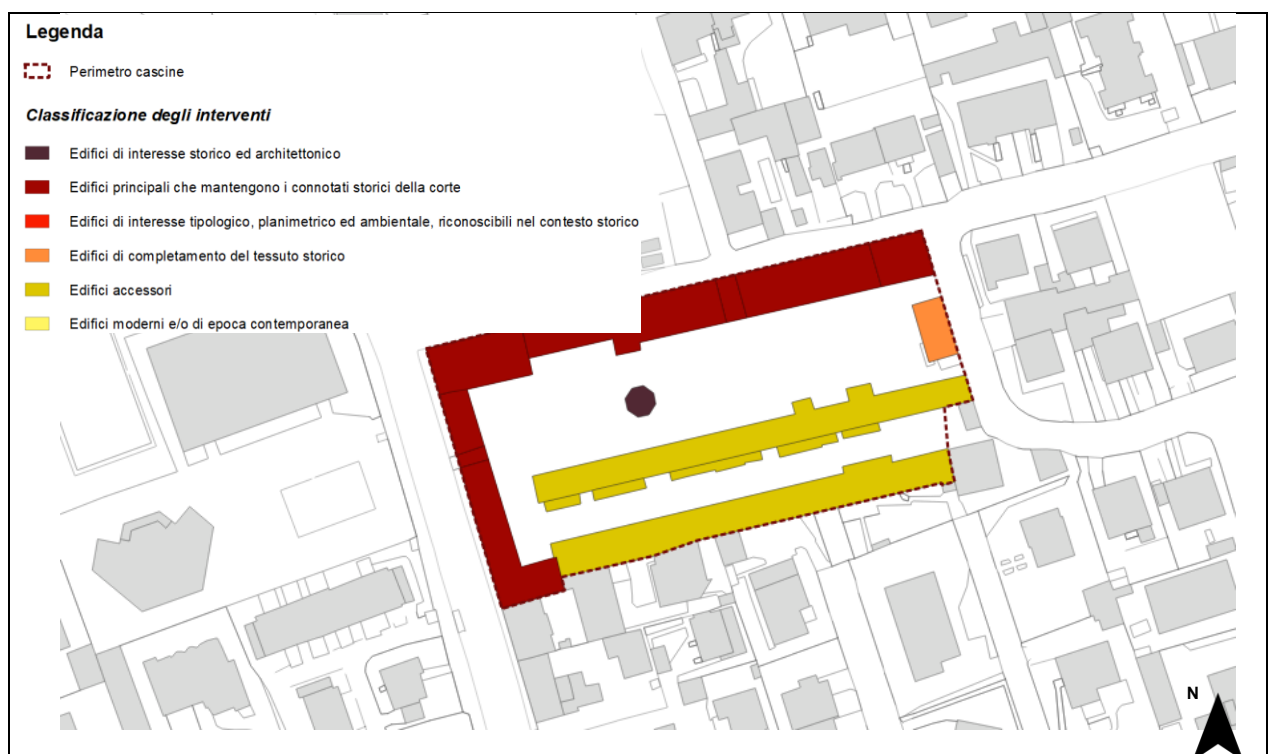 Legenda
Perimetro cascine
Classificazione degli interventi
Edifici di interesse storico ed architettonico
Edifici principali che mantengono i connotati storici della corte
Edifici di interesse tipologico, planimetrico ed ambientale, riconoscibili nel contesto storico
Edifici di completamento del tessuto storico
Edifici accessori
Edifici moderni e/o di epoca contemporanea
N